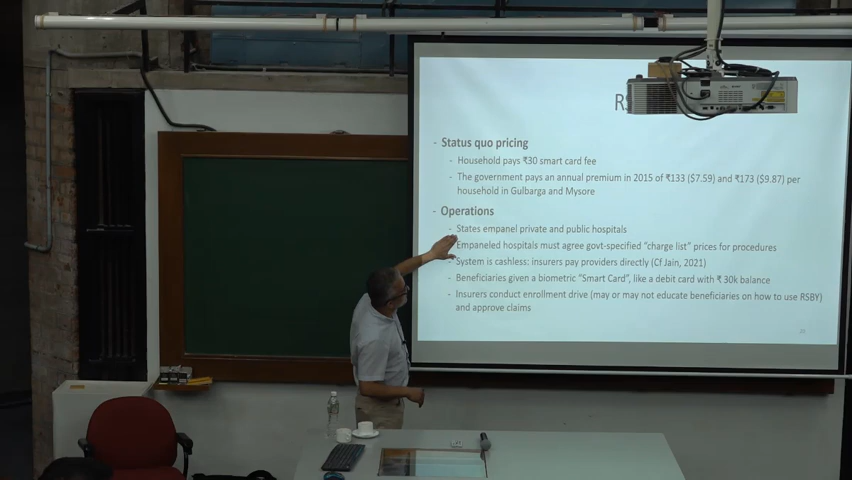 - Status quo pricing
- Household pays ₹30 smart card fee
- The government pays an annual premium in 2015 of ₹133 ($7.59) and ₹173 ($9.87) per
household in Gulbarga and Mysore
- Operations
- States empanel private and public hospitals
Empaneled hospitals must agree govt-specified "charge list" prices for procedures
- System is cashless: insurers pay providers directly (Cf Jain, 2021)
- Beneficiaries given a biometric "Smart Card", like a debit card with ₹ 30k balance
- Insurers conduct enrollment drive (may or may not educate beneficiaries on how to use RSBY)
and approve claims